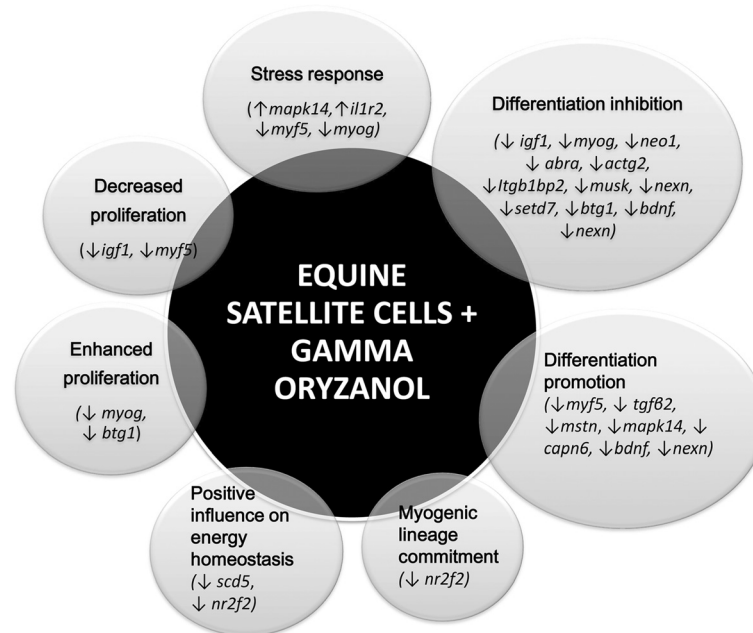 Stress response
(↑mapk14,↑il1r2,
↓myf5, ↓myog)
Differentiation inhibition
(↓ igf1, ↓myog, ↓neo1,
↓ abra, ↓actg2,
↓Itgb1bp2, ↓musk, ↓nexn,
↓setd7, ↓btg1, ↓bdnf,
↓nexn)
Decreased
proliferation
(↓igf1, ↓myf5)
EQUINE
SATELLITE CELLS +
GAMMA
ORYZANOL
Enhanced
proliferation
(↓ myog,
↓ btg1)
Differentiation
promotion
(↓myf5, ↓ tgfβ2,
↓mstn, ↓mapk14, ↓
capn6, ↓bdnf, ↓nexn)
Positive
influence on
energy
homeostasis
(↓ scd5,
↓ nr2f2)
Myogenic
lineage
commitment
(↓ nr2f2)